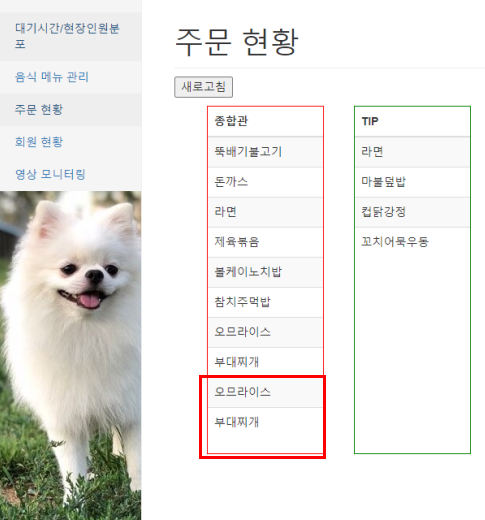 대기시간/현장인원분
포
음식 메뉴 관리
주문 현황
회원 현황
영상 모니터링
주문 현황
새로고침
종합관
뚝배기불고기
돈까스
라면
제육볶음
볼케이노치밥
참치주먹밥
오므라이스
부대찌개
오므라이스
부대찌개
TIP
라면
마불덮밥
컵닭강정
꼬치어묵우동